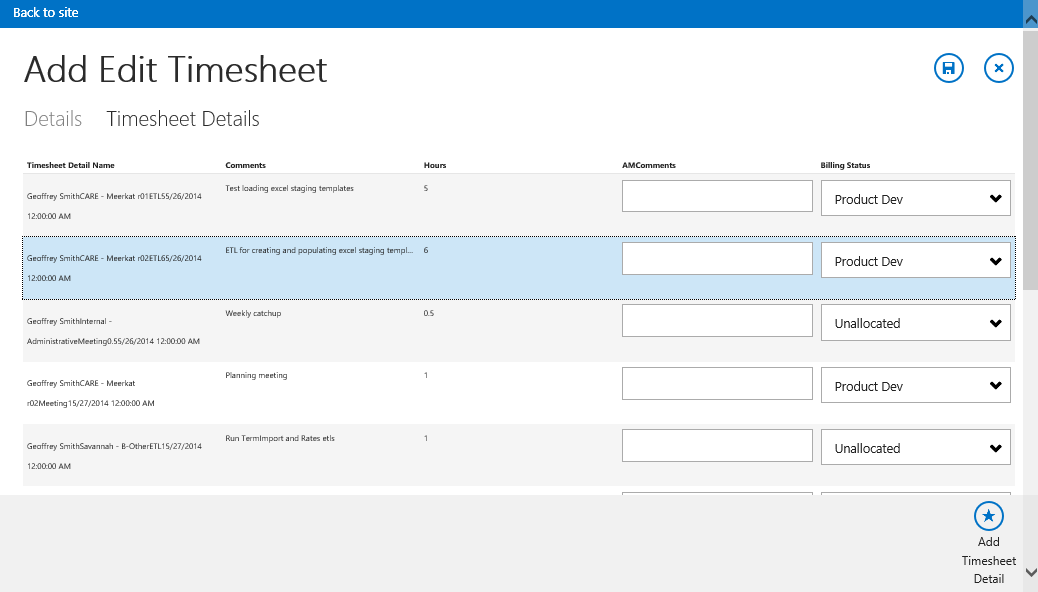 Back to site
Add Edit Timesheet
Details Timesheet Details
Timesheet Detail Name Comments Hours AMComments Billing Status
Geoffrey SmithCARE - Meerkat r01ETL55/26/2014 Test loading excel staging templates 5 Product Dev
12:00:00 AM
Geoffrey SmithCARE - Meerkat r02ETL65/26/2014 ETL for creating and populating excel staging templ... 6 Product Dev
12:00:00 AM
Geoffrey SmithInternal - Weekly catchup 0.5 Unallocated
AdministrativeMeeting0.55/26/2014 12:00:00 AM
Geoffrey SmithCARE - Meerkat Planning meeting 1 Product Dev
r02Meeting15/27/2014 12:00:00 AM
Geoffrey SmithSavannah - B-OtherETL15/27/2014 Run TermImport and Rates etls 1 Unallocated
12:00:00 AM
Add
Timesheet
Detail